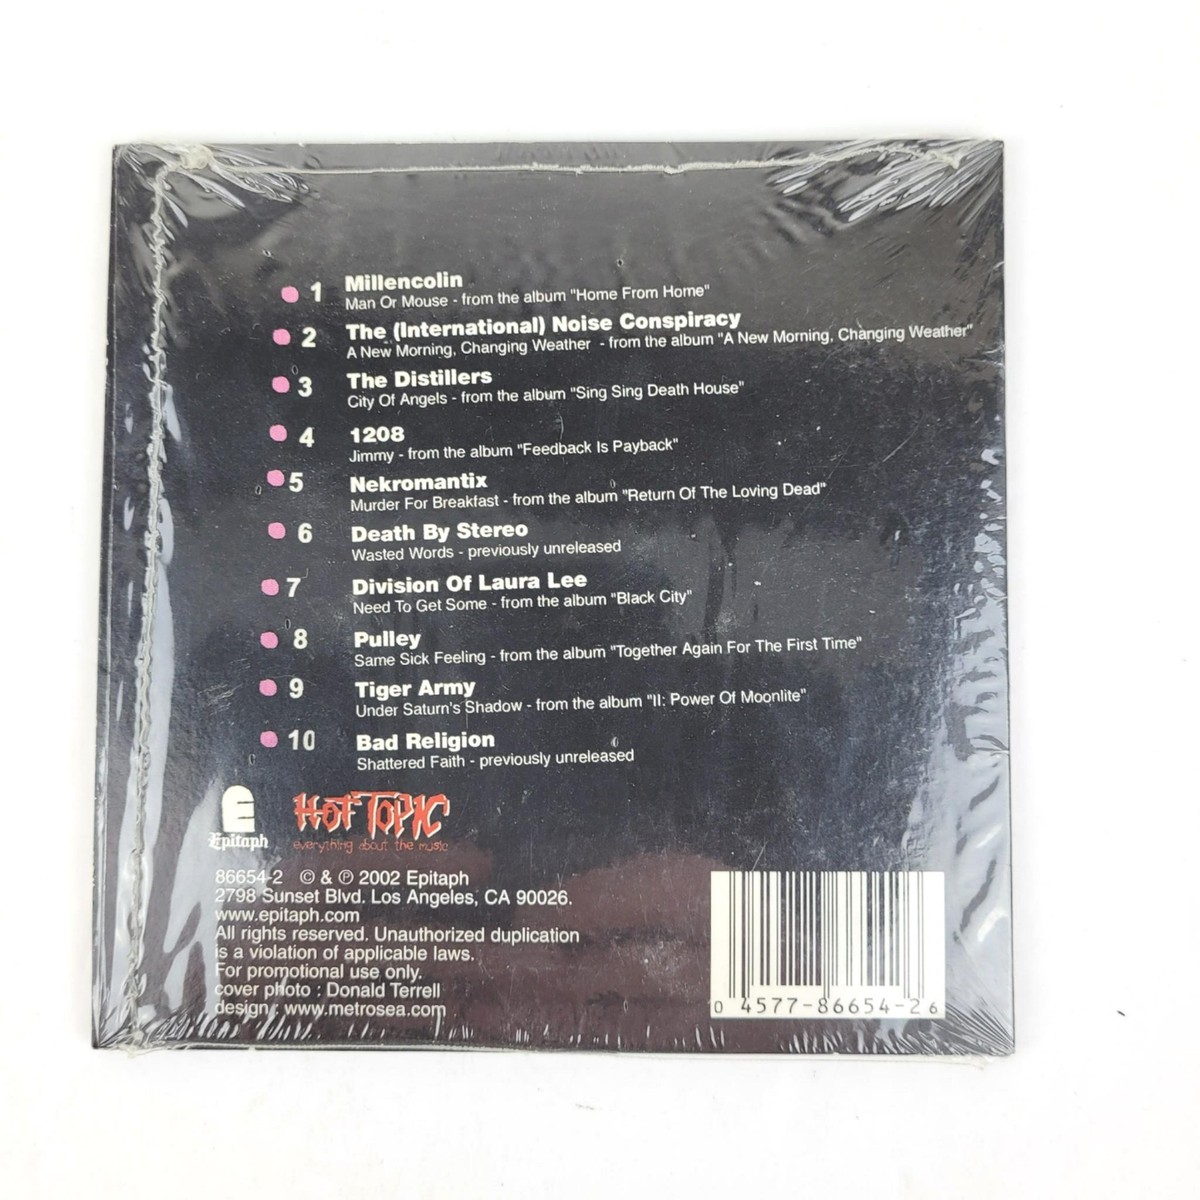 1 Millencolin
Man Or Mouse - from the album "Home From Home"
2 The (International) Noise Conspiracy
A New Morning, Changing Weather - from the album "A New Morning, Changing Weather"
3 The Distillers
City Of Angels - from the album "Sing Sing Death House"
4 1208
Jimmy - from the album "Feedback Is Payback"
5 Nekromantix
Murder For Breakfast - from the album "Return Of The Loving Dead"
6 Death By Stereo
Wasted Words - previously unreleased
7 Division Of Laura Lee
Need To Get Some - from the album "Black City"
8 Pulley
Same Sick Feeling - from the album "Together Again For The First Time"
9 Tiger Army
Under Saturn's Shadow - from the album "II: Power Of Moonlite"
10 Bad Religion
Shattered Faith - previously unreleased
E
Epitaph
HOT TOPIC
everything about the music
86654-2 © & ℗ 2002 Epitaph
2798 Sunset Blvd. Los Angeles, CA 90026.
www.epitaph.com
All rights reserved. Unauthorized duplication
is a violation of applicable laws.
For promotional use only.
cover photo : Donald Terrell
design : www.metrosea.com
0 4577-86654-2 6